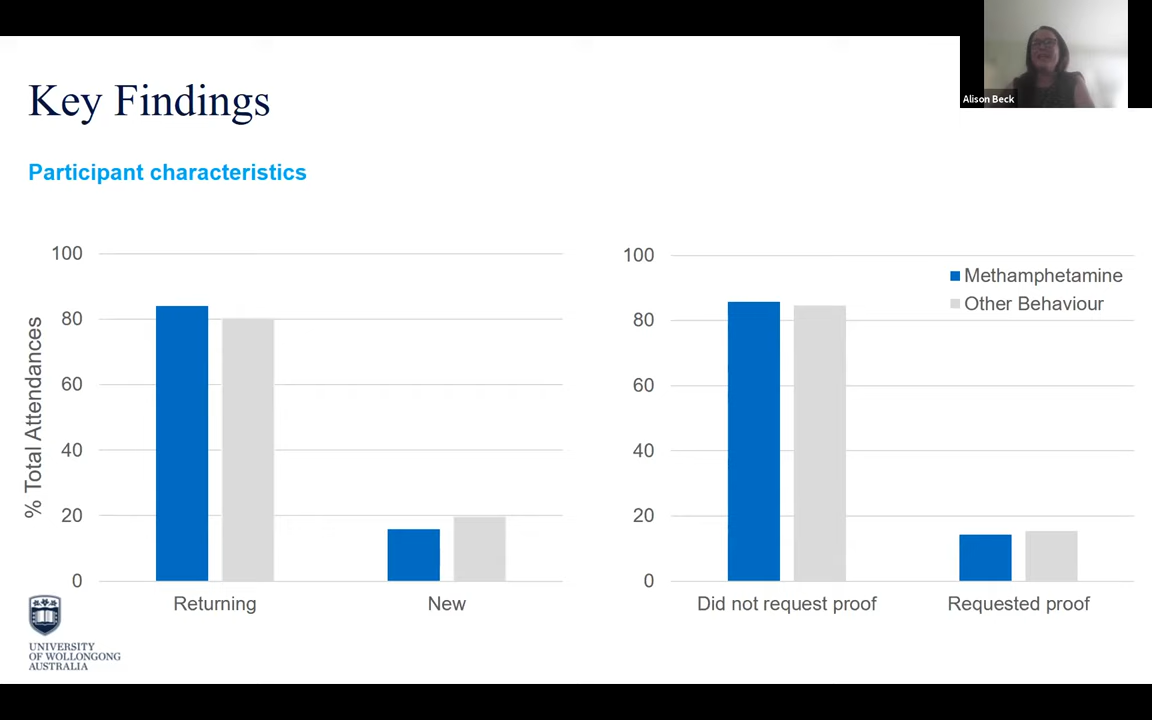 Alison Beck
Key Findings
Participant characteristics
% Total Attendances
100
80
60
40
20
0
Returning
New
100
80
60
40
20
0
Methamphetamine
Other Behaviour
Did not request proof
Requested proof
UNIVERSITY
OF WOLLONGONG
AUSTRALIA